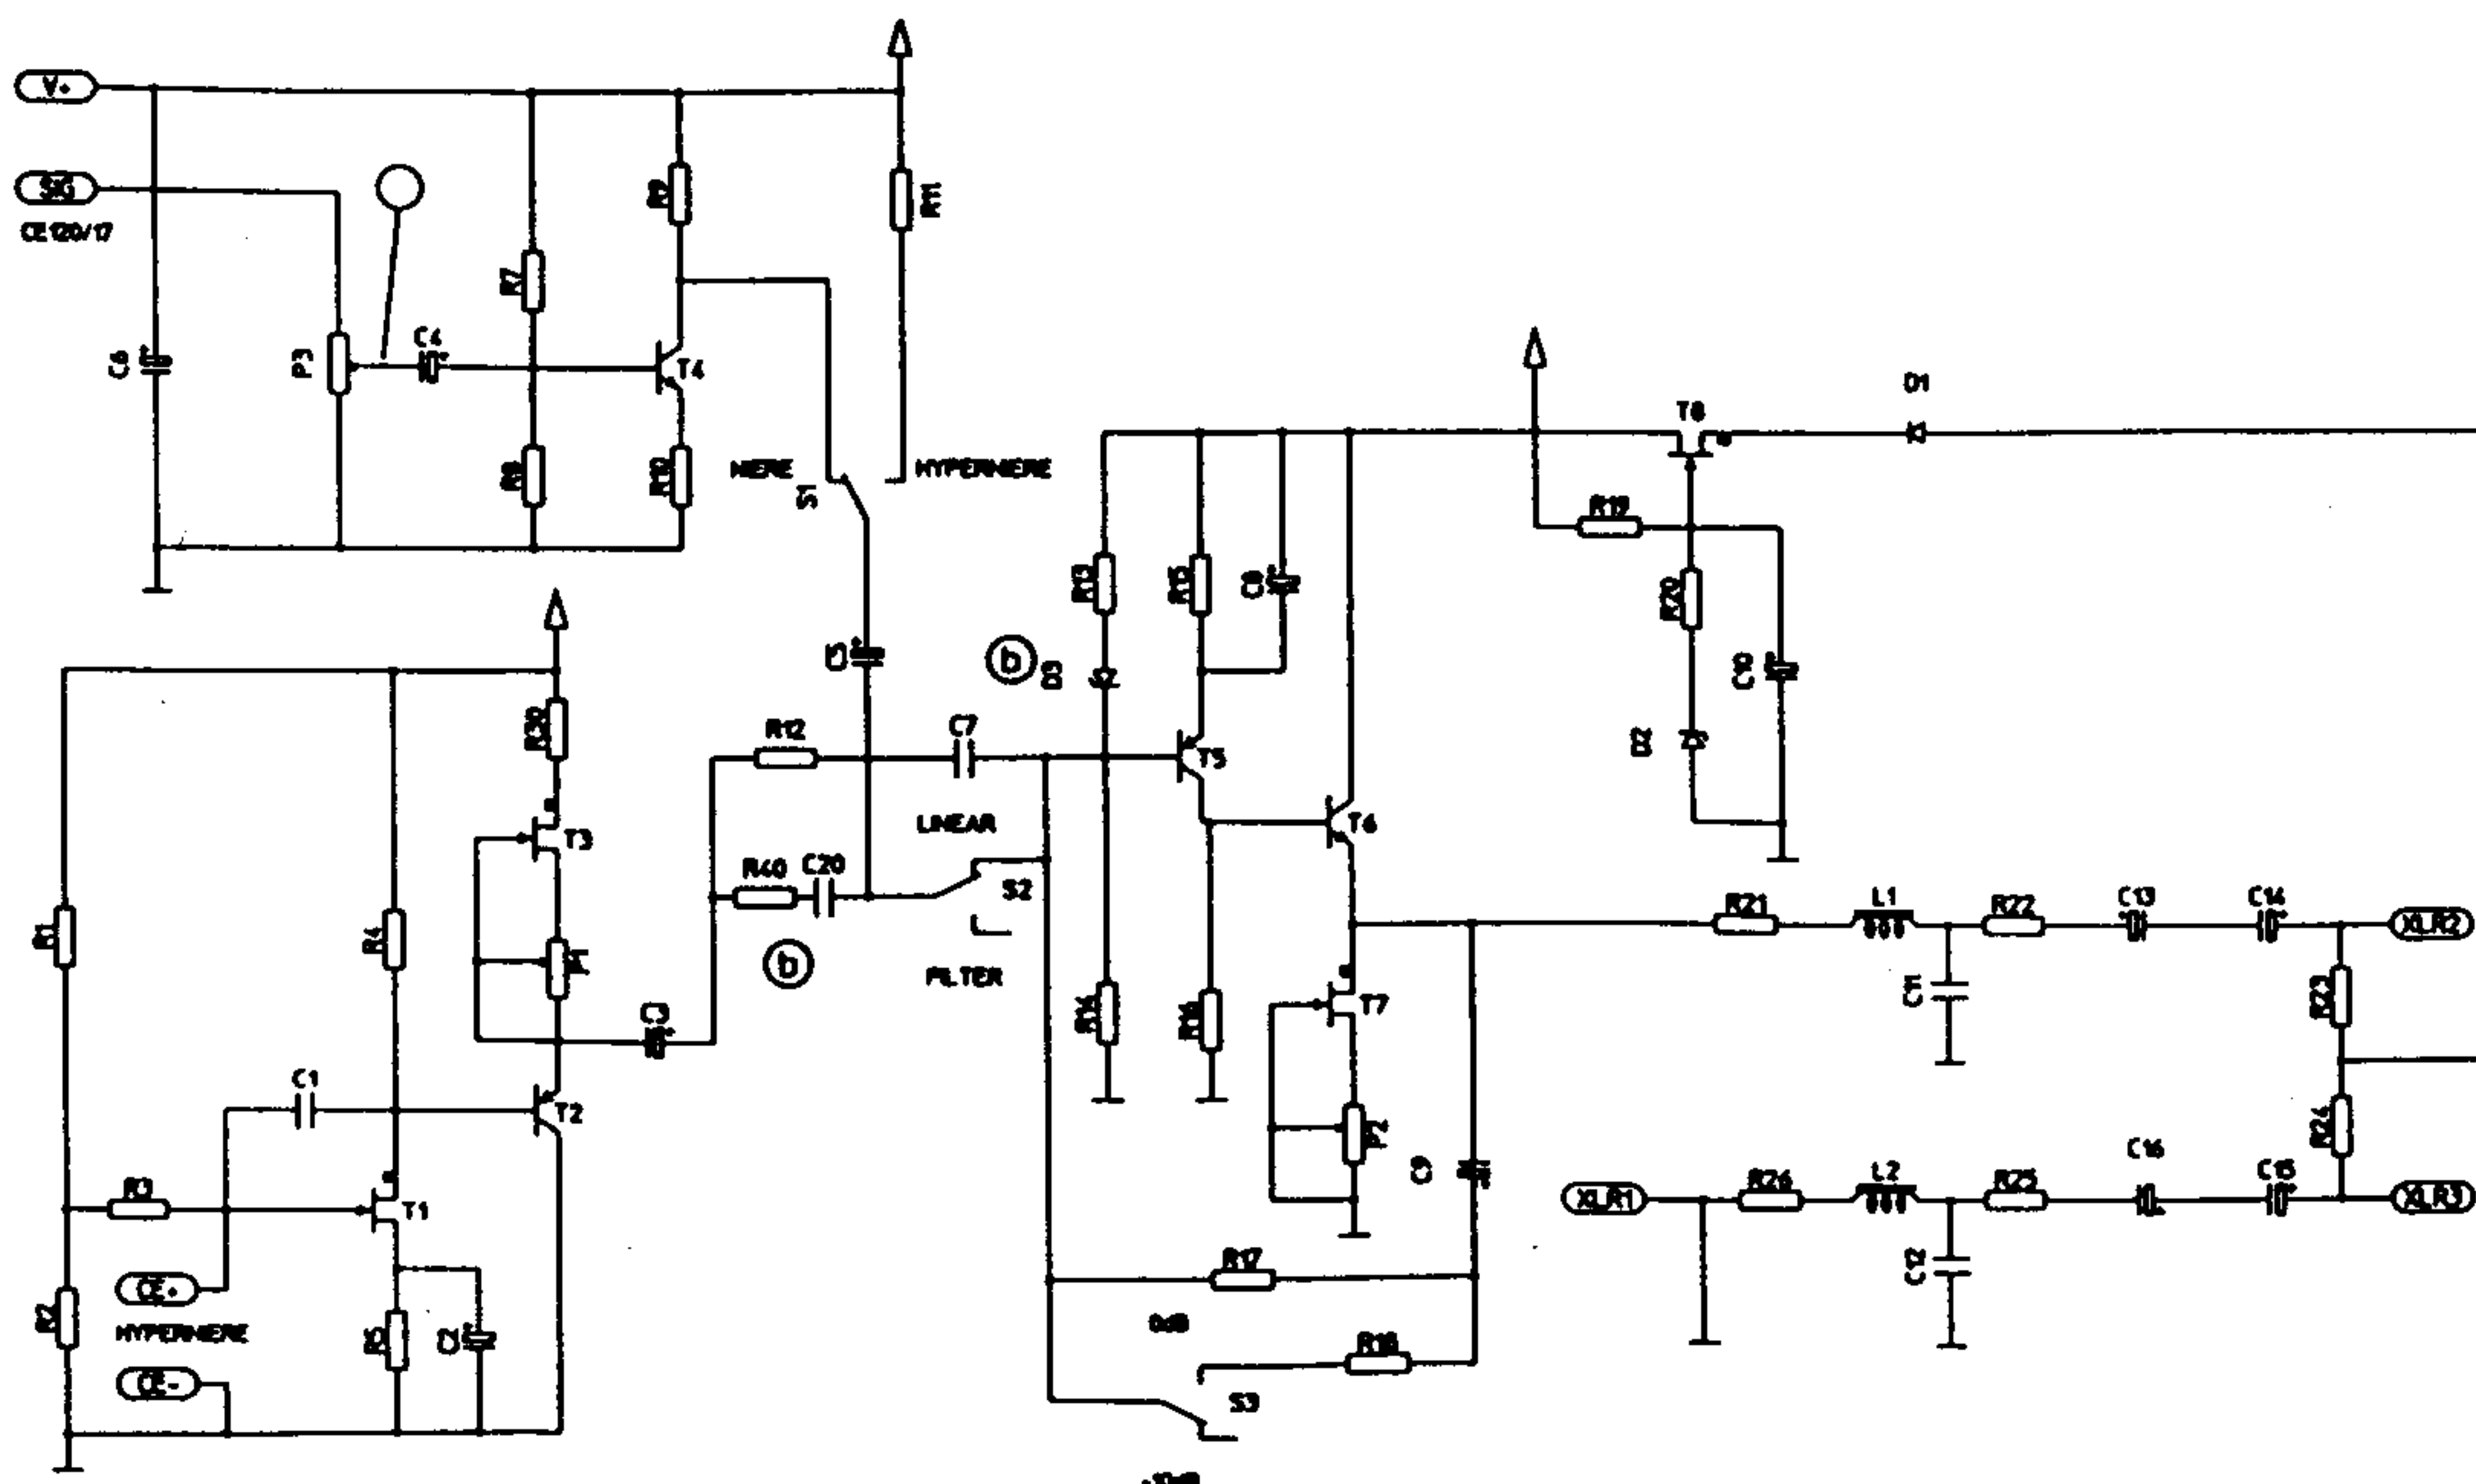 V+
SIG
CE120/17
C6
P3
C4
R7
R8
R9
R10
R11
T4
NIERE
S1
HYPERNIERE
C5
R1
R2
R3
R4
R5
C1
C2
CE+
HYPERNIERE
CE-
T1
T2
T3
R30
P1
C3
R12
R40
C20
b
C7
LINEAR
S2
FILTER
b
D3
R13
R14
R15
C8
T5
T6
T7
P2
C9
R17
0dB
R18
S3
T8
D1
R19
R20
D2
C10
R21
L1
R22
C13
C14
XLR2
C11
R23
R24
XLR1
R26
L2
R25
C16
C15
XLR3
C12